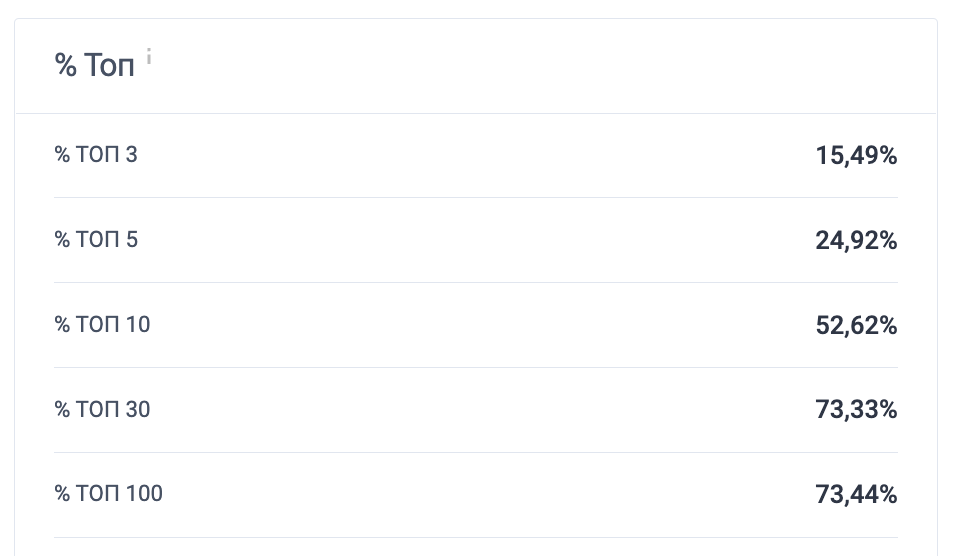 % Топ i
% ТОП 3 15,49%
% ТОП 5 24,92%
% ТОП 10 52,62%
% ТОП 30 73,33%
% ТОП 100 73,44%